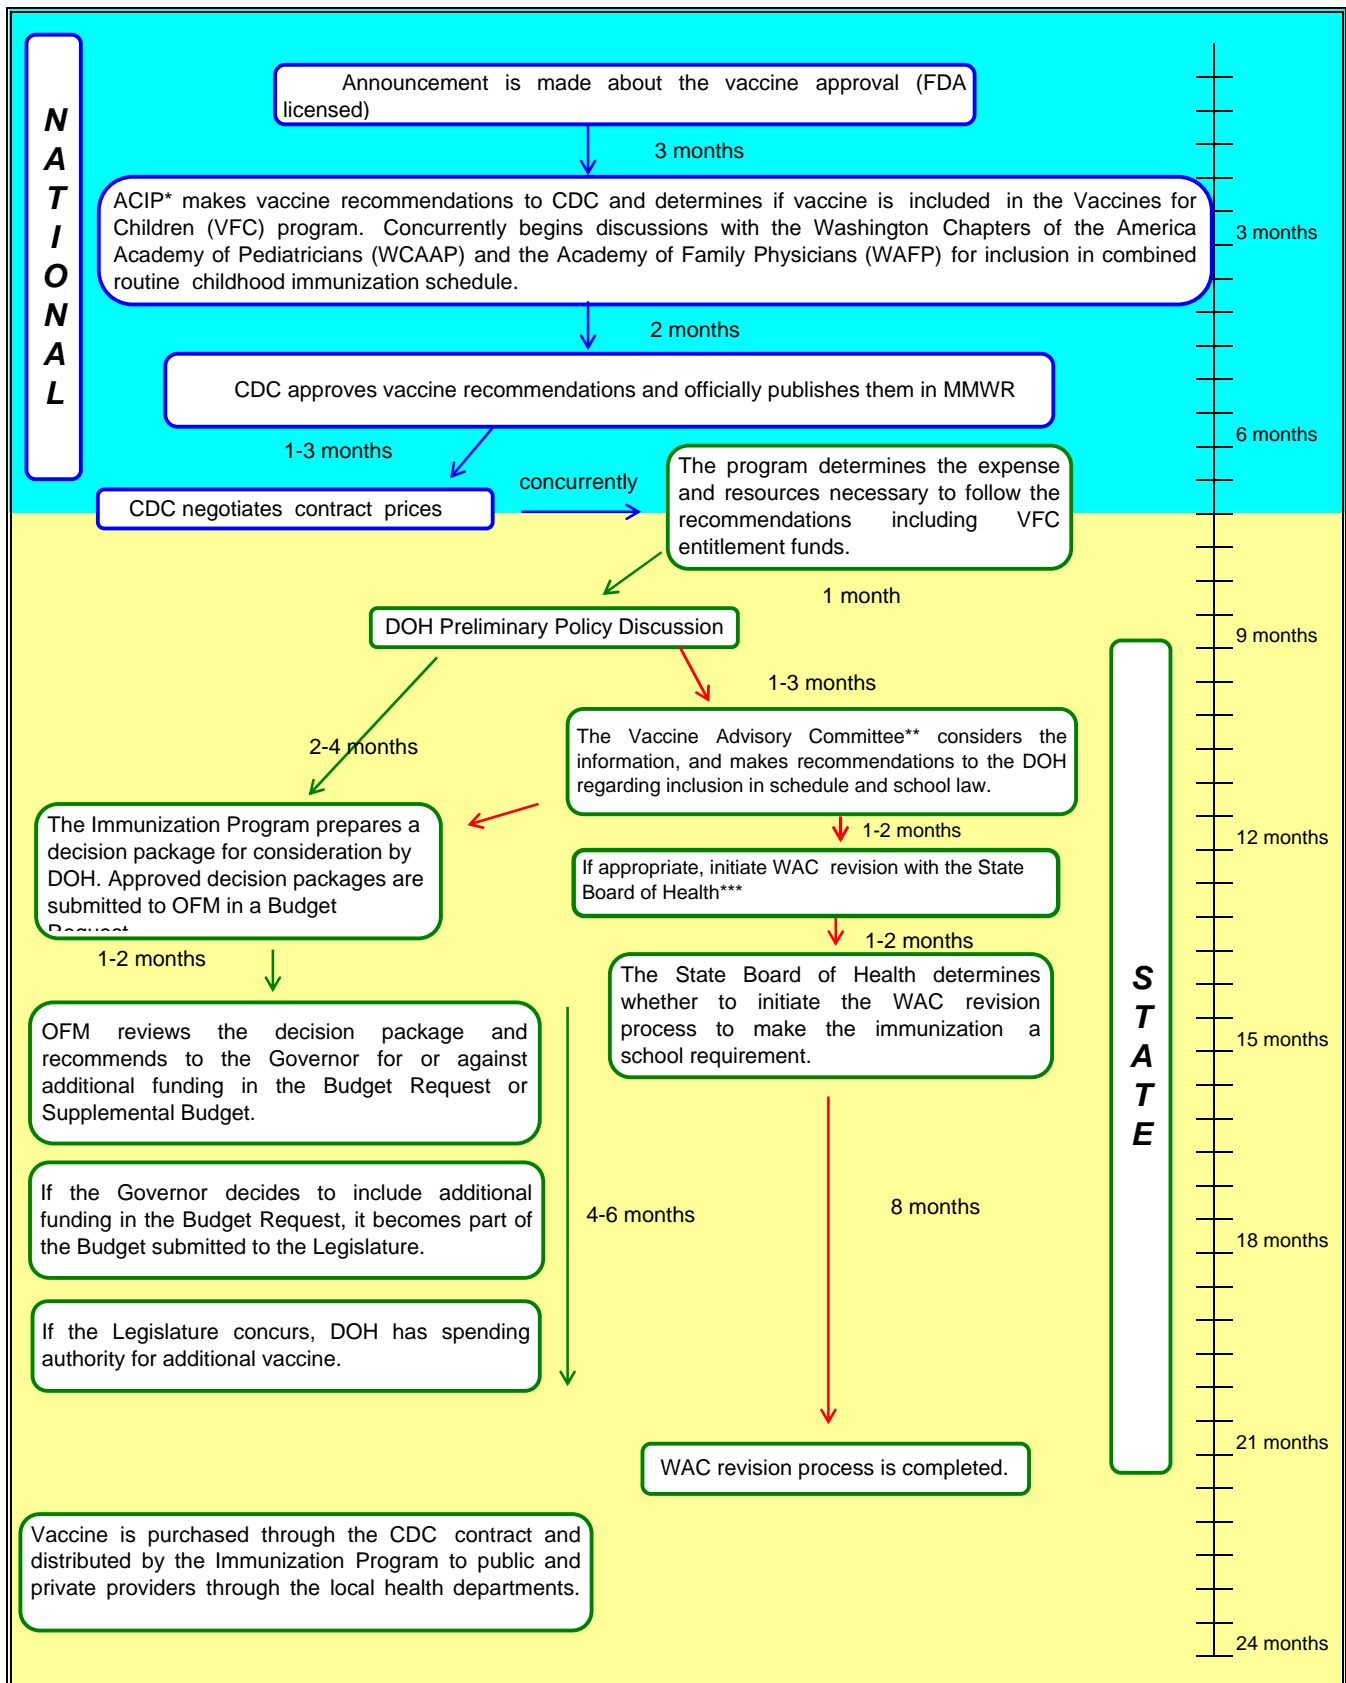 NATIONAL
Announcement is made about the vaccine approval (FDA
licensed)
3 months
ACIP* makes vaccine recommendations to CDC and determines if vaccine is included in the Vaccines for
Children (VFC) program. Concurrently begins discussions with the Washington Chapters of the America
Academy of Pediatricians (WCAAP) and the Academy of Family Physicians (WAFP) for inclusion in combined
routine childhood immunization schedule.
3 months
2 months
CDC approves vaccine recommendations and officially publishes them in MMWR
6 months
1-3 months
CDC negotiates contract prices
concurrently
The program determines the expense
and resources necessary to follow the
recommendations including VFC
entitlement funds.
1 month
DOH Preliminary Policy Discussion
9 months
STATE
1-3 months
2-4 months
The Vaccine Advisory Committee** considers the
information, and makes recommendations to the DOH
regarding inclusion in schedule and school law.
1-2 months
12 months
The Immunization Program prepares a
decision package for consideration by
DOH. Approved decision packages are
submitted to OFM in a Budget
Request
If appropriate, initiate WAC revision with the State
Board of Health***
1-2 months
1-2 months
The State Board of Health determines
whether to initiate the WAC revision
process to make the immunization a
school requirement.
15 months
OFM reviews the decision package and
recommends to the Governor for or against
additional funding in the Budget Request or
Supplemental Budget.
If the Governor decides to include additional
funding in the Budget Request, it becomes part of
the Budget submitted to the Legislature.
4-6 months
8 months
18 months
If the Legislature concurs, DOH has spending
authority for additional vaccine.
21 months
WAC revision process is completed.
Vaccine is purchased through the CDC contract and
distributed by the Immunization Program to public and
private providers through the local health departments.
24 months